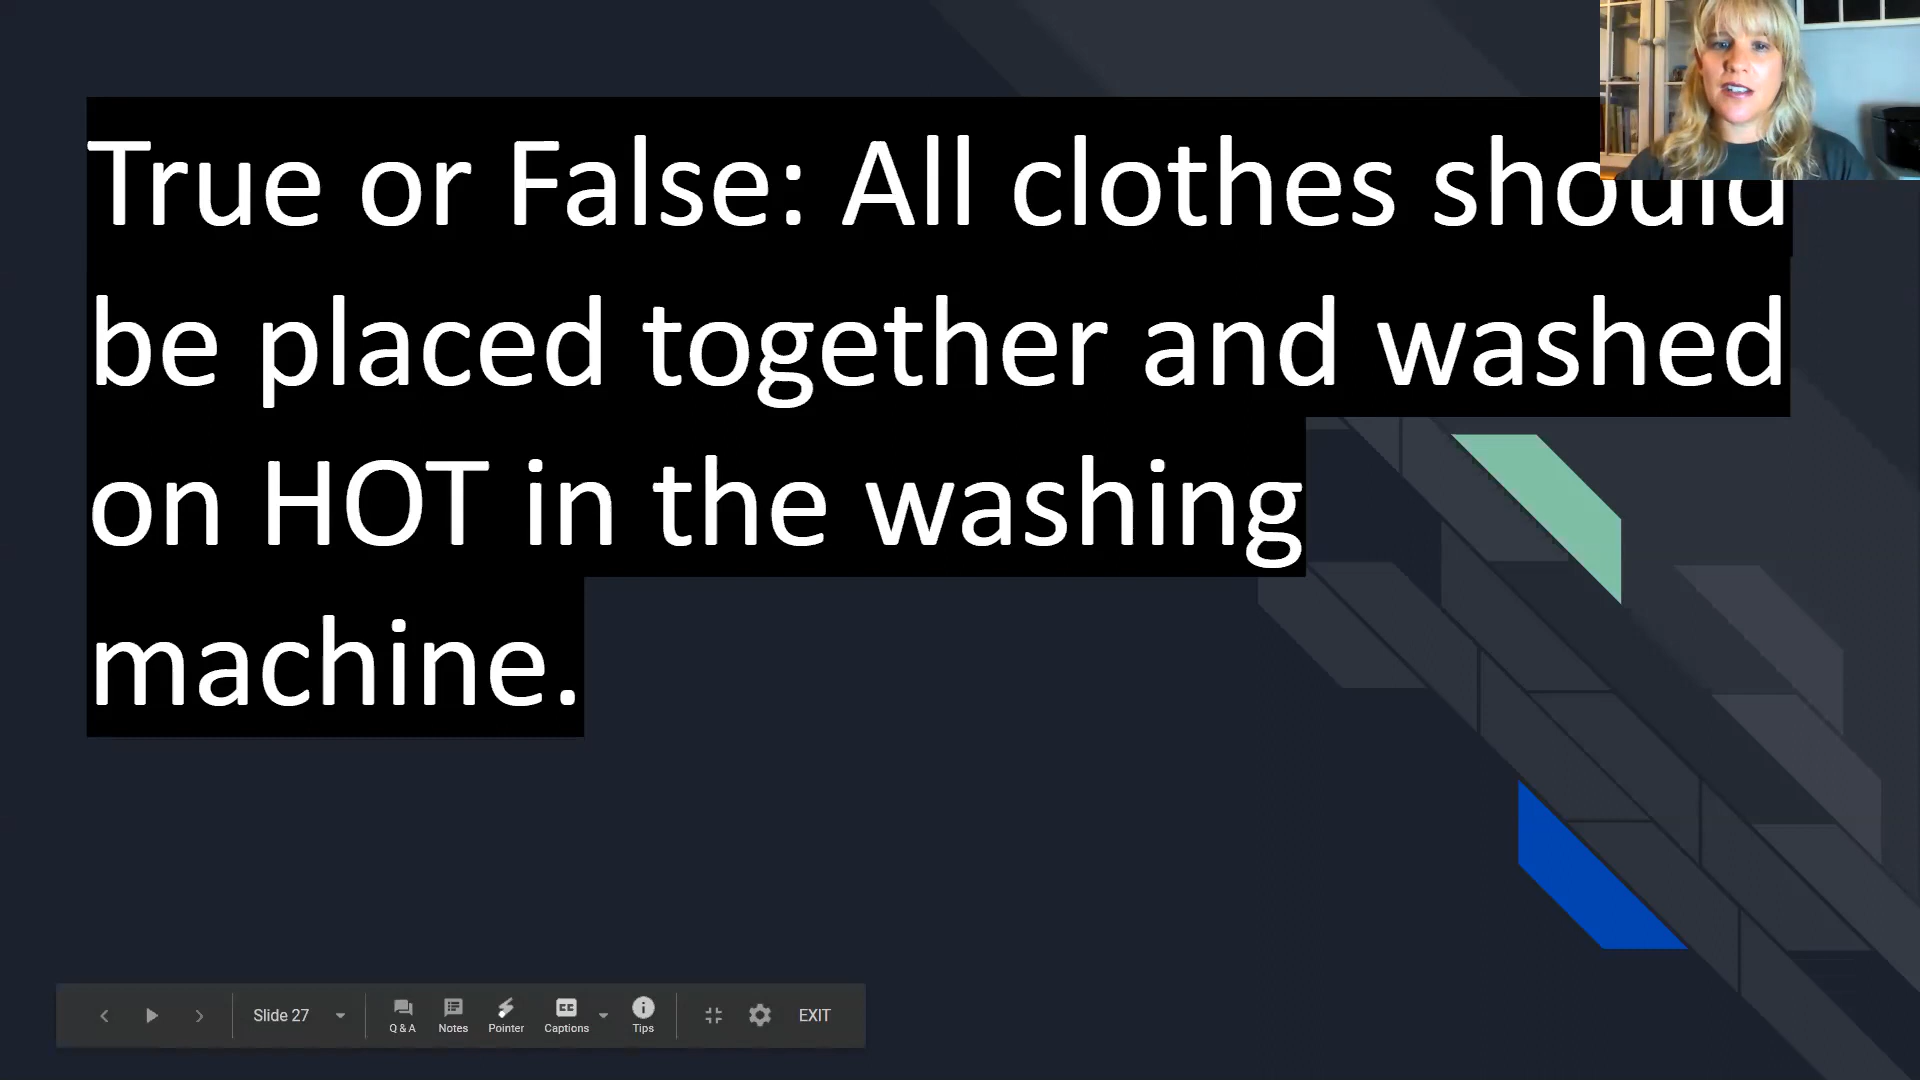 True or False: All clothes should
be placed together and washed
on HOT in the washing
machine.
Slide 27
Q & A
Notes
Pointer
Captions
Tips
EXIT